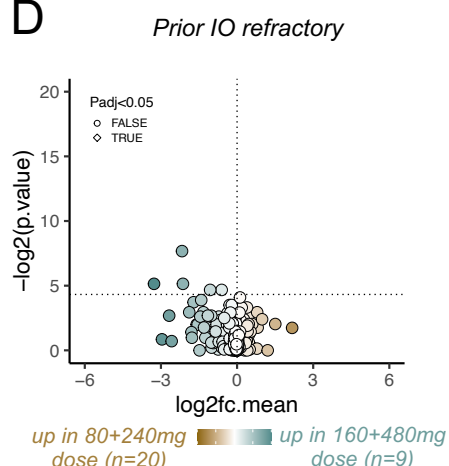 D
Prior IO refractory
Padj<0.05
FALSE
TRUE
20
15
10
5
0
−log2(p.value)
−6 −3 0 3 6
log2fc.mean
up in 80+240mg up in 160+480mg
dose (n=20) dose (n=9)